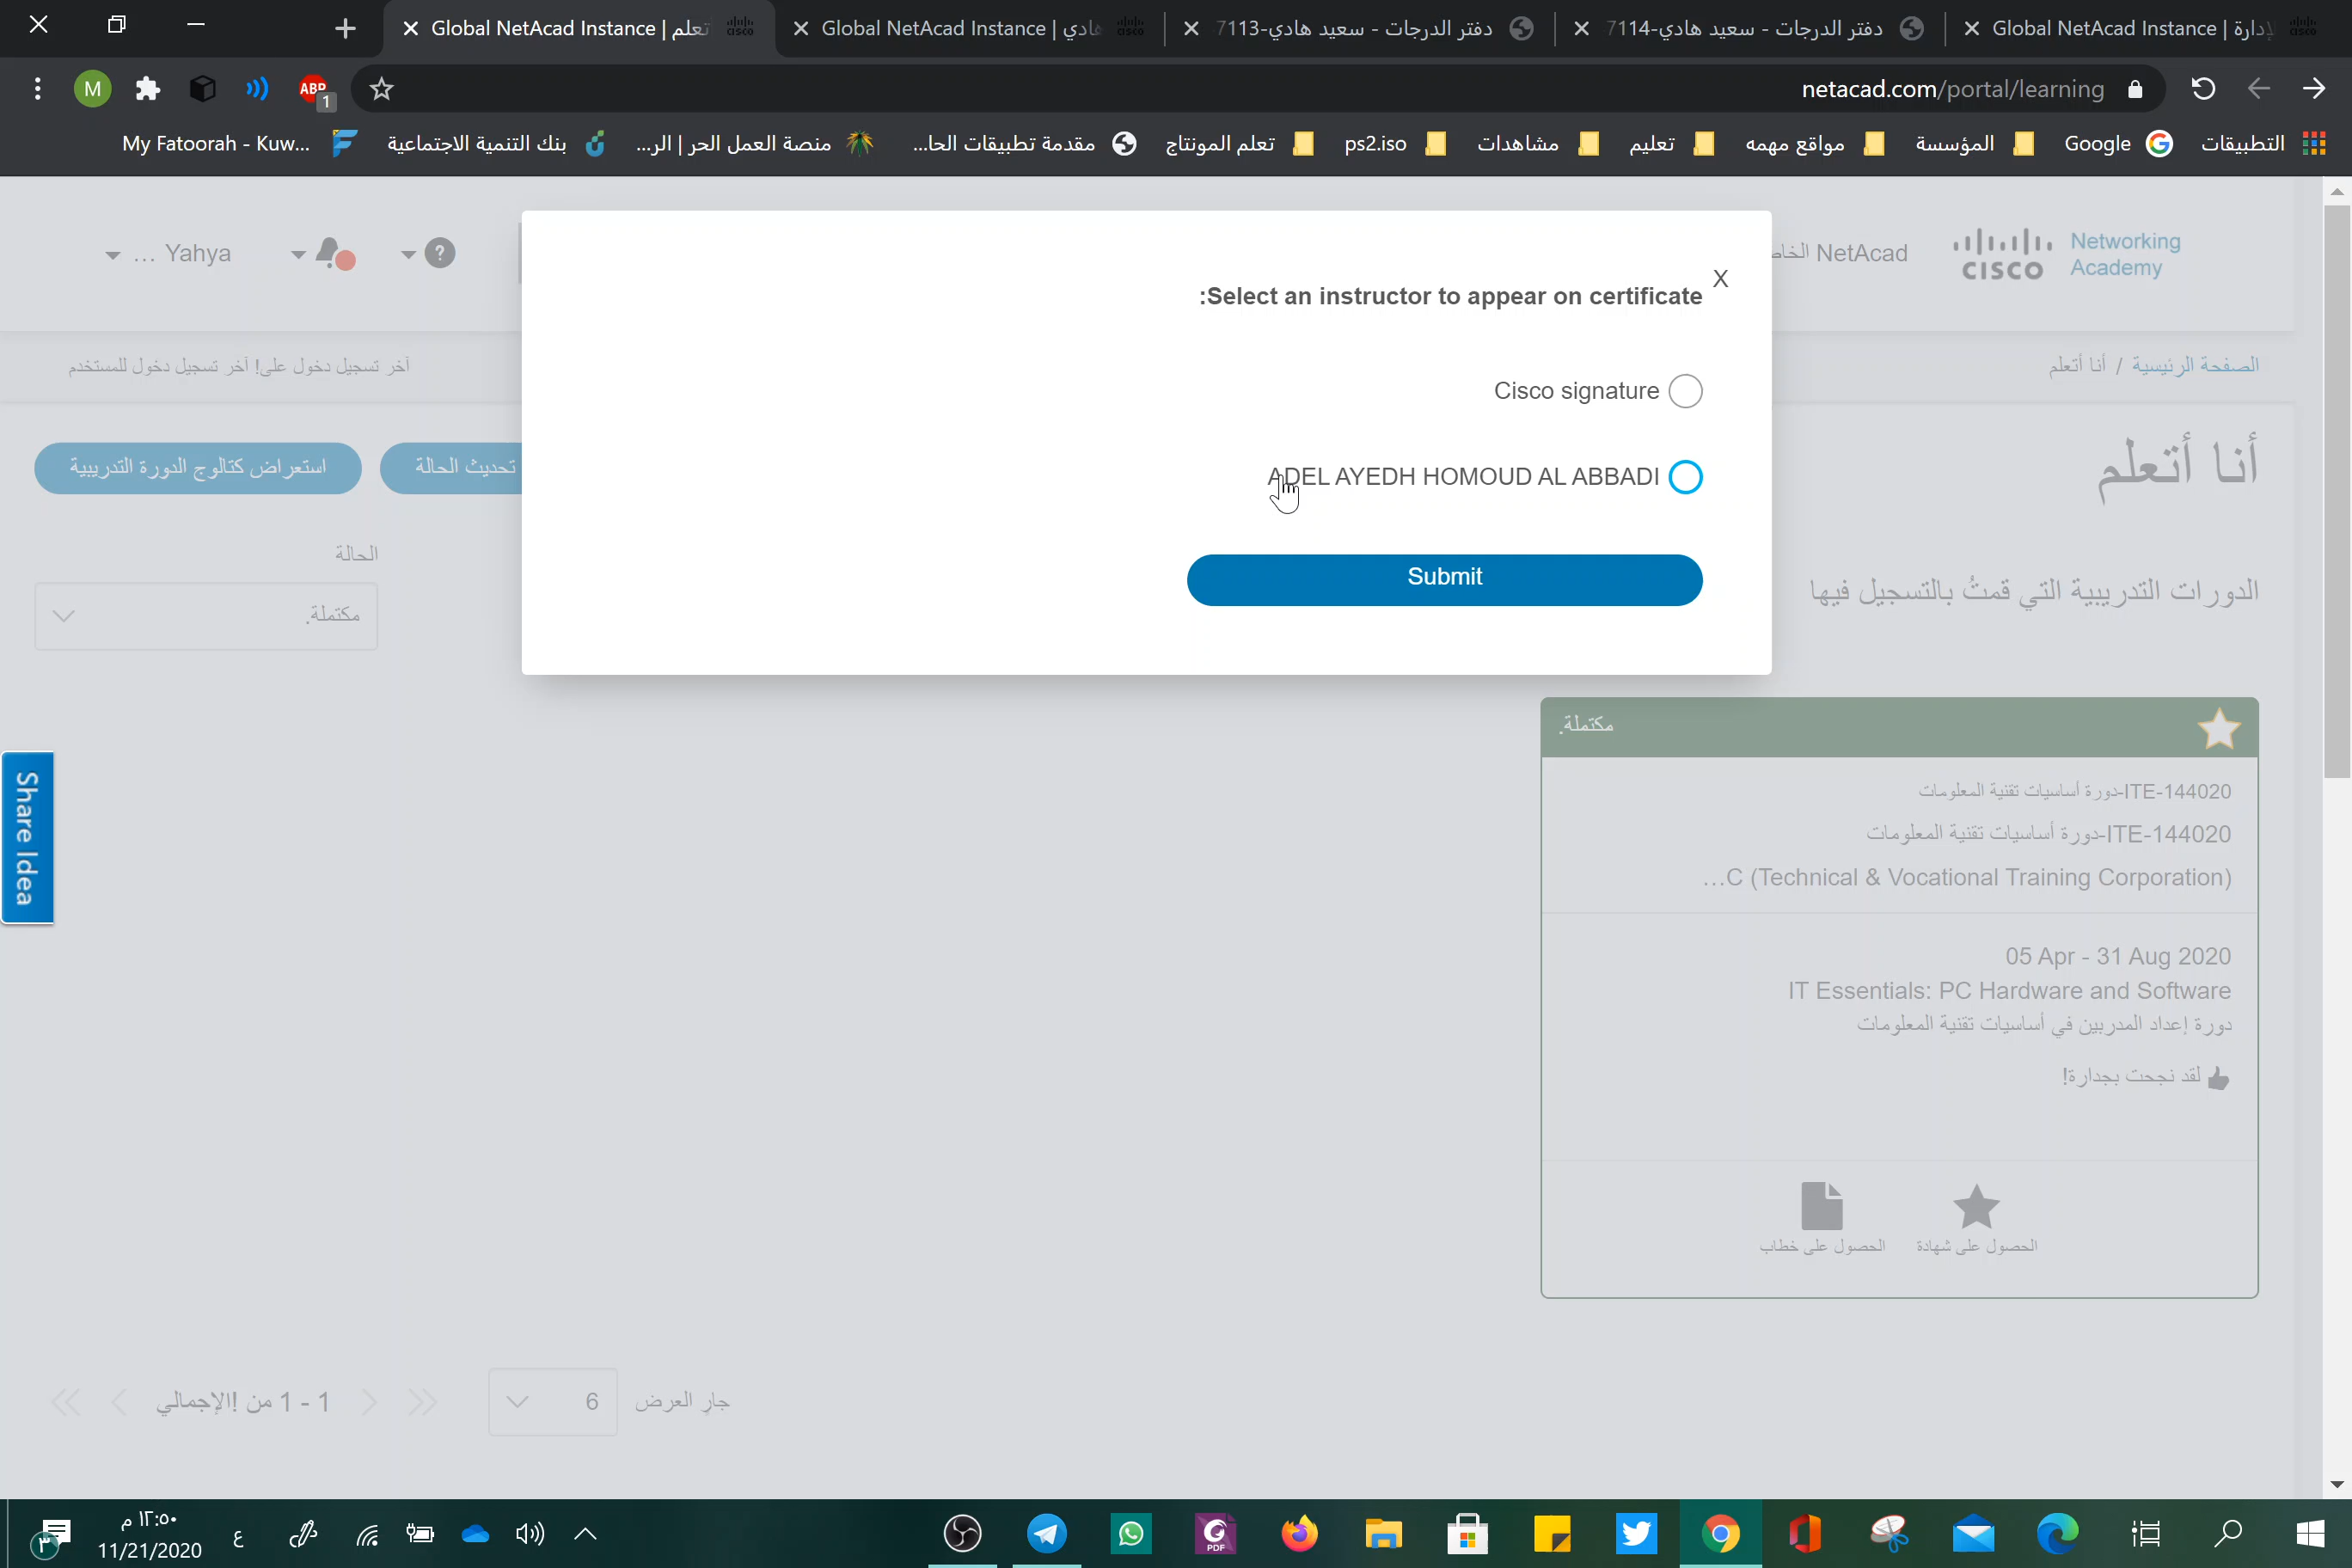 Global NetAcad Instance | تعلم
Global NetAcad Instance | هادي
دفتر الدرجات - سعيد هادي-7113
دفتر الدرجات - سعيد هادي-7114
Global NetAcad Instance | إدارة
netacad.com/portal/learning
M
ABP
1
التطبيقات
Google
المؤسسة
مواقع مهمه
تعليم
مشاهدات
ps2.iso
تعلم المونتاج
مقدمة تطبيقات الحا...
منصة العمل الحر | الر...
بنك التنمية الاجتماعية
My Fatoorah - Kuw...
Networking
Academy
CISCO
NetAcad الخاص
?
Yahya ...
X
Select an instructor to appear on certificate:
Cisco signature
ADEL AYEDH HOMOUD AL ABBADI
Submit
الصفحة الرئيسية / أنا أتعلم
آخر تسجيل دخول على! آخر تسجيل دخول للمستخدم
أنا أتعلم
تحديث الحالة
استعراض كتالوج الدورة التدريبية
الحالة
مكتملة.
الدورات التدريبية التي قمتُ بالتسجيل فيها
مكتملة.
ITE-144020-دورة أساسيات تقنية المعلومات
ITE-144020-دورة أساسيات تقنية المعلومات
C (Technical & Vocational Training Corporation)...
05 Apr - 31 Aug 2020
IT Essentials: PC Hardware and Software
دورة إعداد المدربين في أساسيات تقنية المعلومات
لقد نجحت بجدارة!
الحصول على شهادة
الحصول على خطاب
Share Idea
جارِ العرض
6
1 - 1 من !الإجمالي
PDF
ع
١٢:٥٠ م
11/21/2020
٣